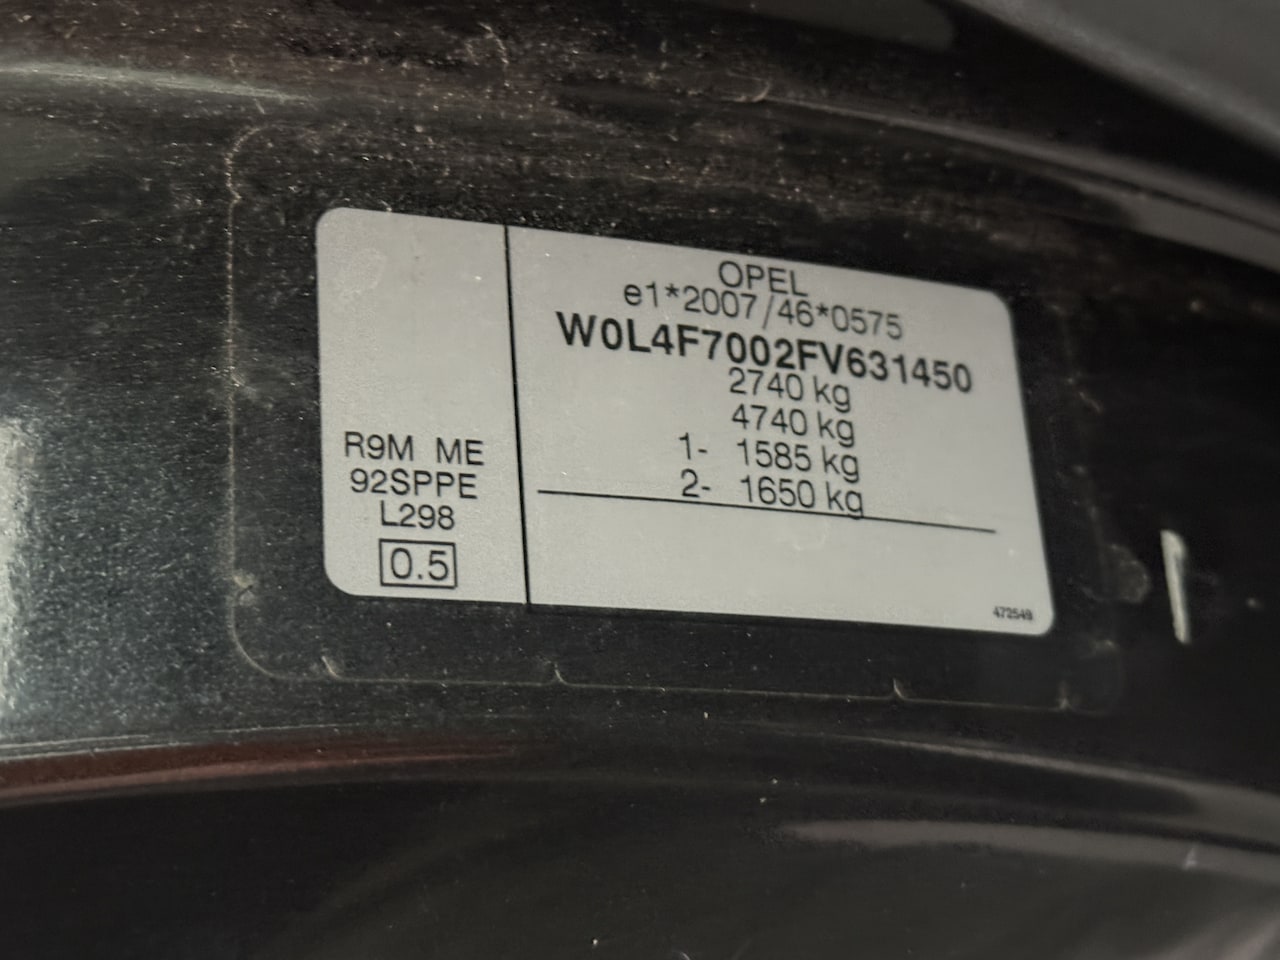 R9M ME
92SPPE
L298
0.5
OPEL
e1*2007/46*0575
W0L4F7002FV631450
2740 kg
4740 kg
1- 1585 kg
2- 1650 kg
472549